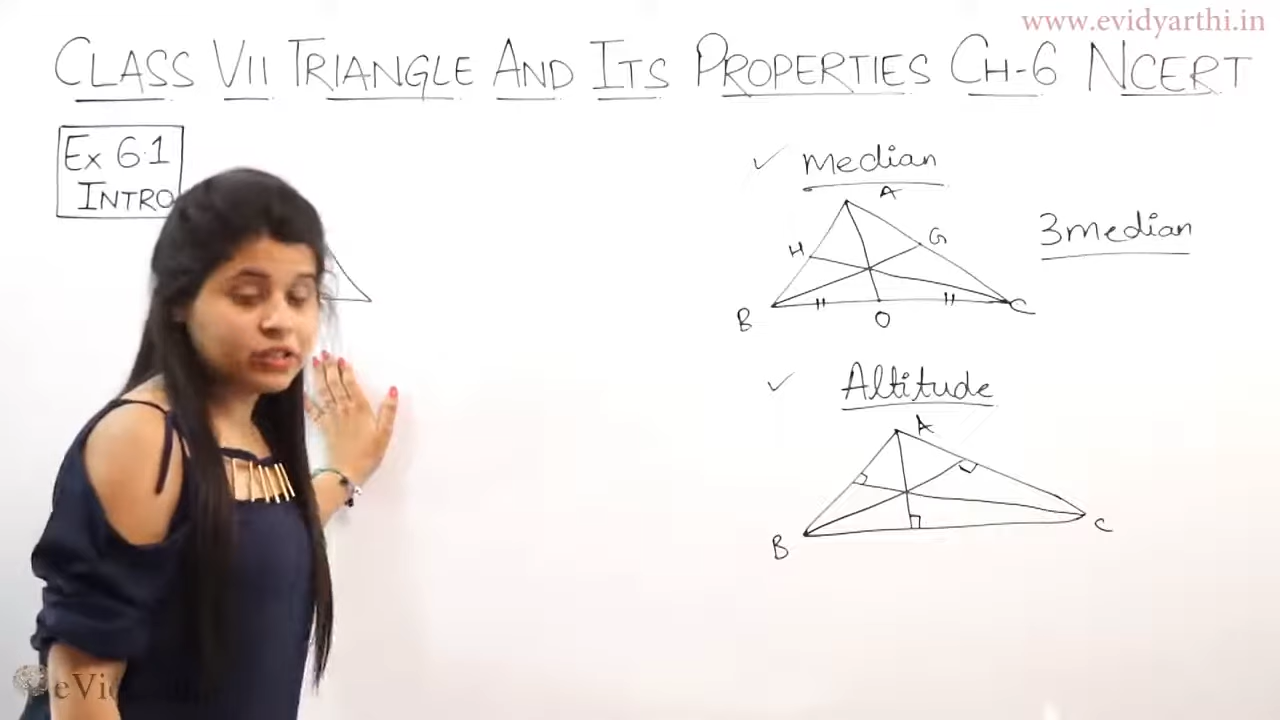 www.evidyarthi.in
CLASS VII TRIANGLE AND ITS PROPERTIES CH-6 NCERT
Ex 6.1
INTRO
✓ Median
A
H
G
3median
B
O
C
✓ Altitude
A
B
C